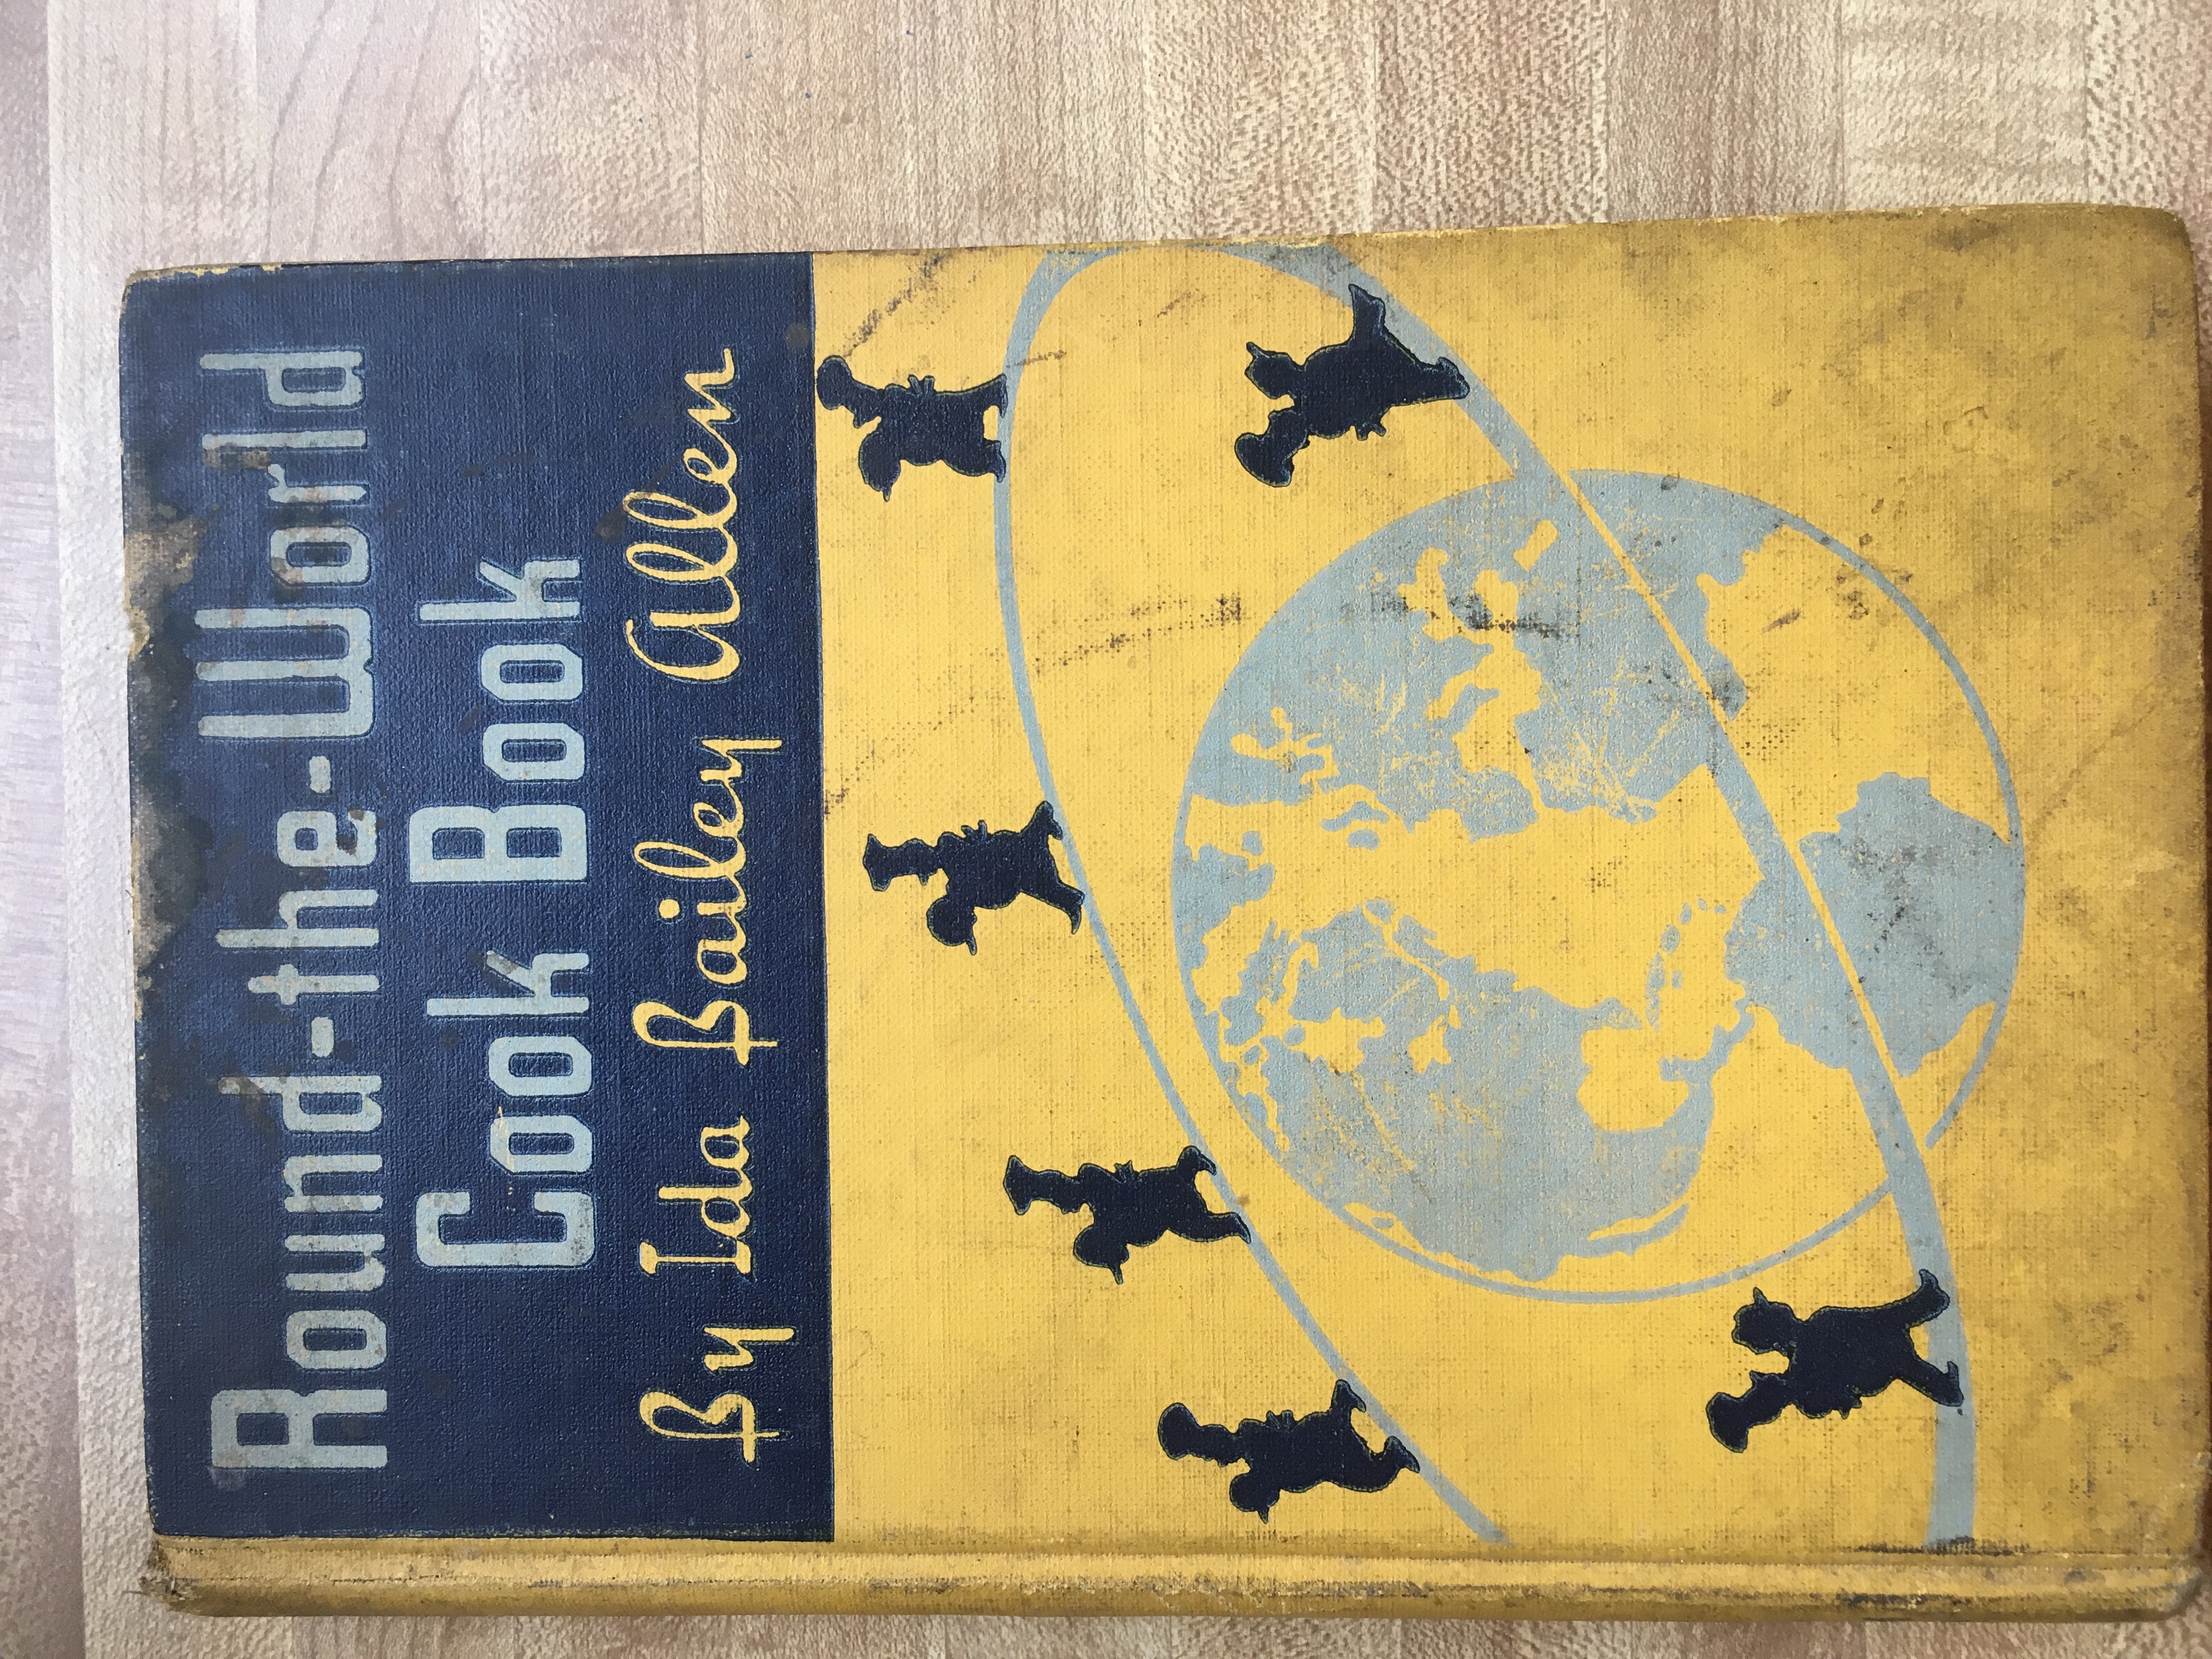 Round-the-World
Cook Book
By Ida Bailey Allen